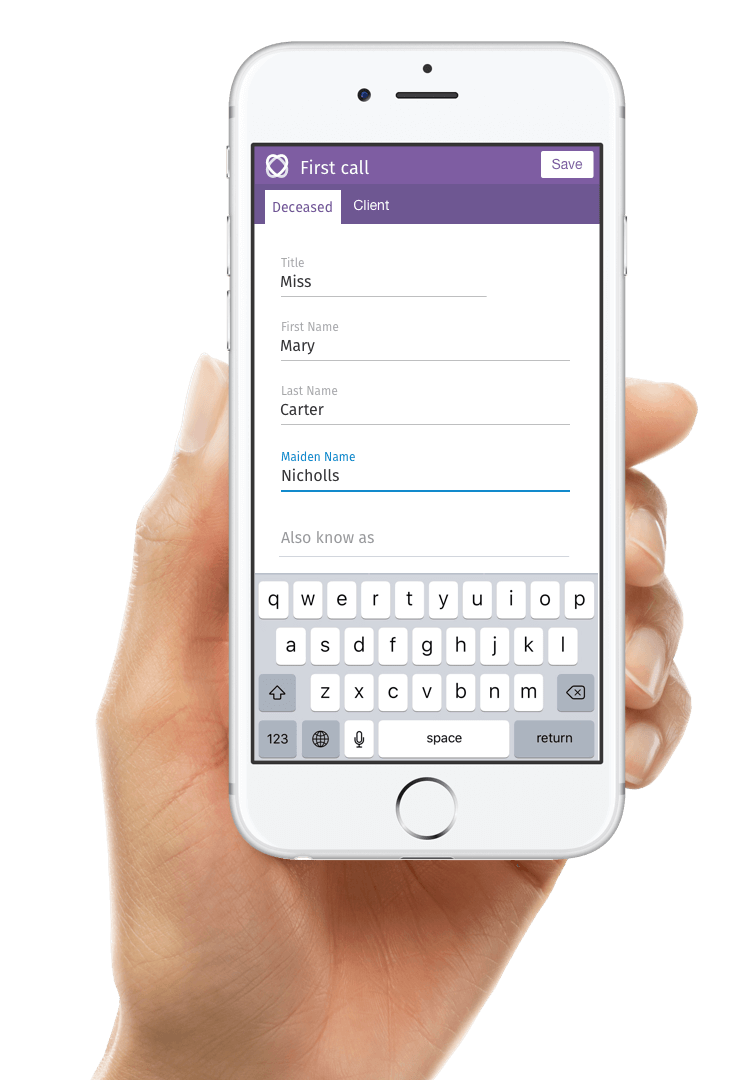 First call
Save
Deceased
Client
Title
Miss
First Name
Mary
Last Name
Carter
Maiden Name
Nicholls
Also know as
q w e r t y u i o p
a s d f g h j k l
z x c v b n m
123 space return